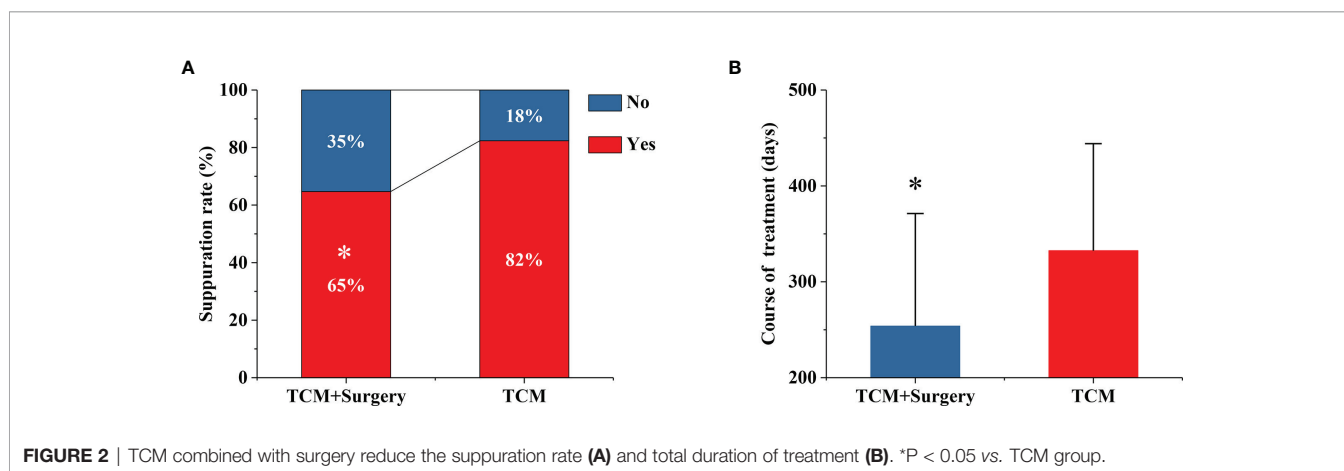 A
Suppuration rate (%)
100
80
60
40
20
0
35%
*
65%
18%
82%
TCM+Surgery
TCM
No
Yes
B
Course of treatment (days)
500
400
300
200
*
TCM+Surgery
TCM
FIGURE 2 | TCM combined with surgery reduce the suppuration rate (A) and total duration of treatment (B). *P < 0.05 vs. TCM group.